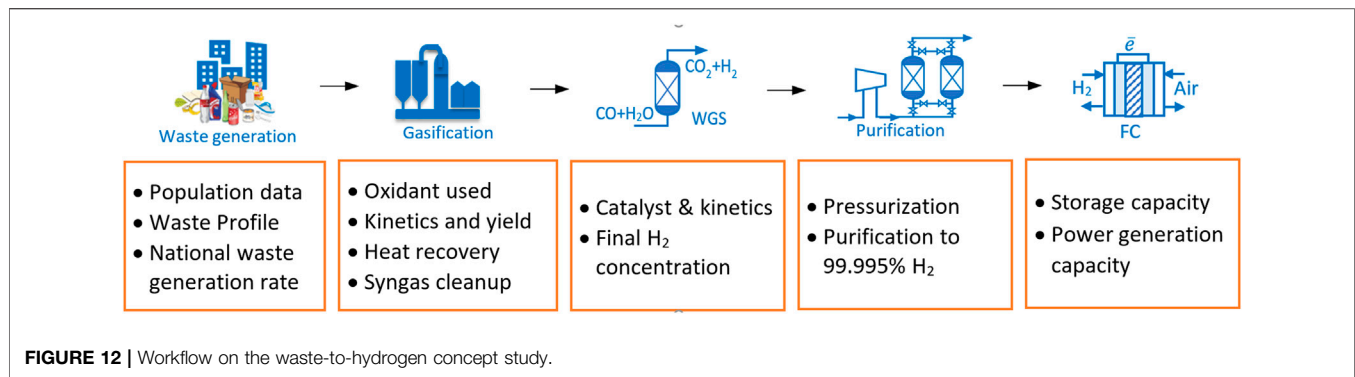 Waste generation
Gasification
CO+H₂O
CO₂+H₂
WGS
Purification
ē
H₂
Air
FC
• Population data
• Waste Profile
• National waste
generation rate
• Oxidant used
• Kinetics and yield
• Heat recovery
• Syngas cleanup
• Catalyst & kinetics
• Final H₂
concentration
• Pressurization
• Purification to
99.995% H₂
• Storage capacity
• Power generation
capacity
FIGURE 12 | Workflow on the waste-to-hydrogen concept study.